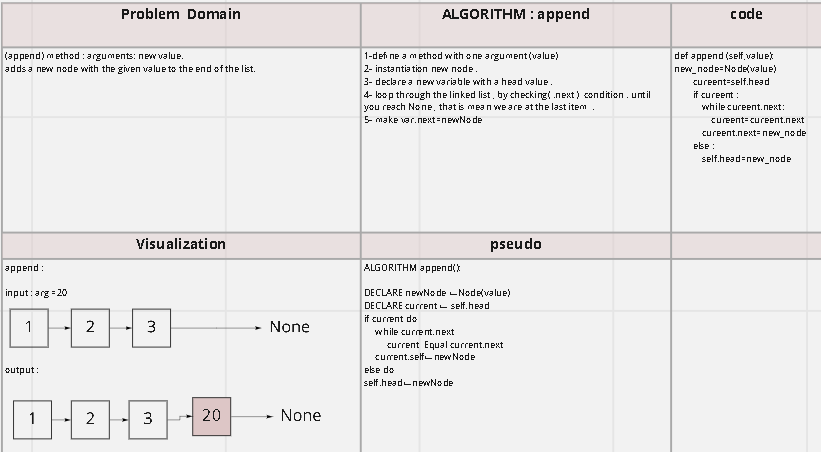 Problem Domain
ALGORITHM : append
code
(append) method : arguments: new value.
adds a new node with the given value to the end of the list.
1-define a method with one argument (value)
2- instantiation new node .
3- declare a new variable with a head value .
4- loop through the linked list , by checking( .next ) condition . until
you reach None , that is mean we are at the last item .
5- make var.next=newNode
def append (self,value):
new_node=Node(value)
cureent=self.head
if cureent :
while cureent.next:
cureent=cureent.next
cureent.next=new_node
else :
self.head=new_node
Visualization
append :
input : arg =20
1
2
3
None
output :
1
2
3
20
None
pseudo
ALGORITHM append():
DECLARE newNode ← Node(value)
DECLARE current ← self.head
if current do
while current.next
current Equal current.next
current.self← newNode
else do
self.head←newNode